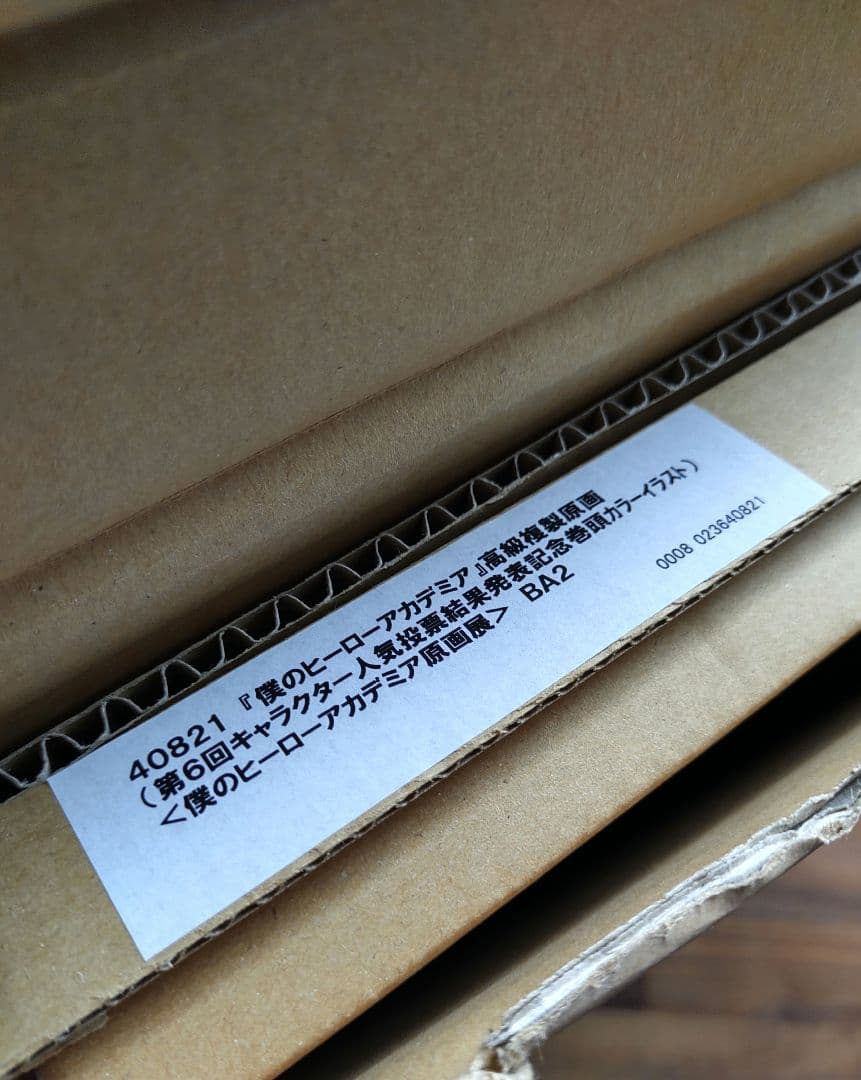 40821 『僕のヒーローアカデミア』高級複製原画
(第6回キャラクター人気投票結果発表記念巻頭カラーイラスト)
<僕のヒーローアカデミア原画展> BA2
0008 023640821